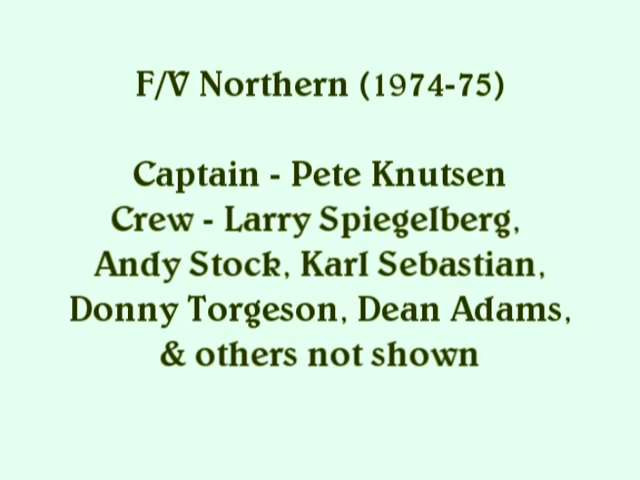 F/V Northern (1974-75)
Captain - Pete Knutsen
Crew - Larry Spiegelberg,
Andy Stock, Karl Sebastian,
Donny Torgeson, Dean Adams,
& others not shown